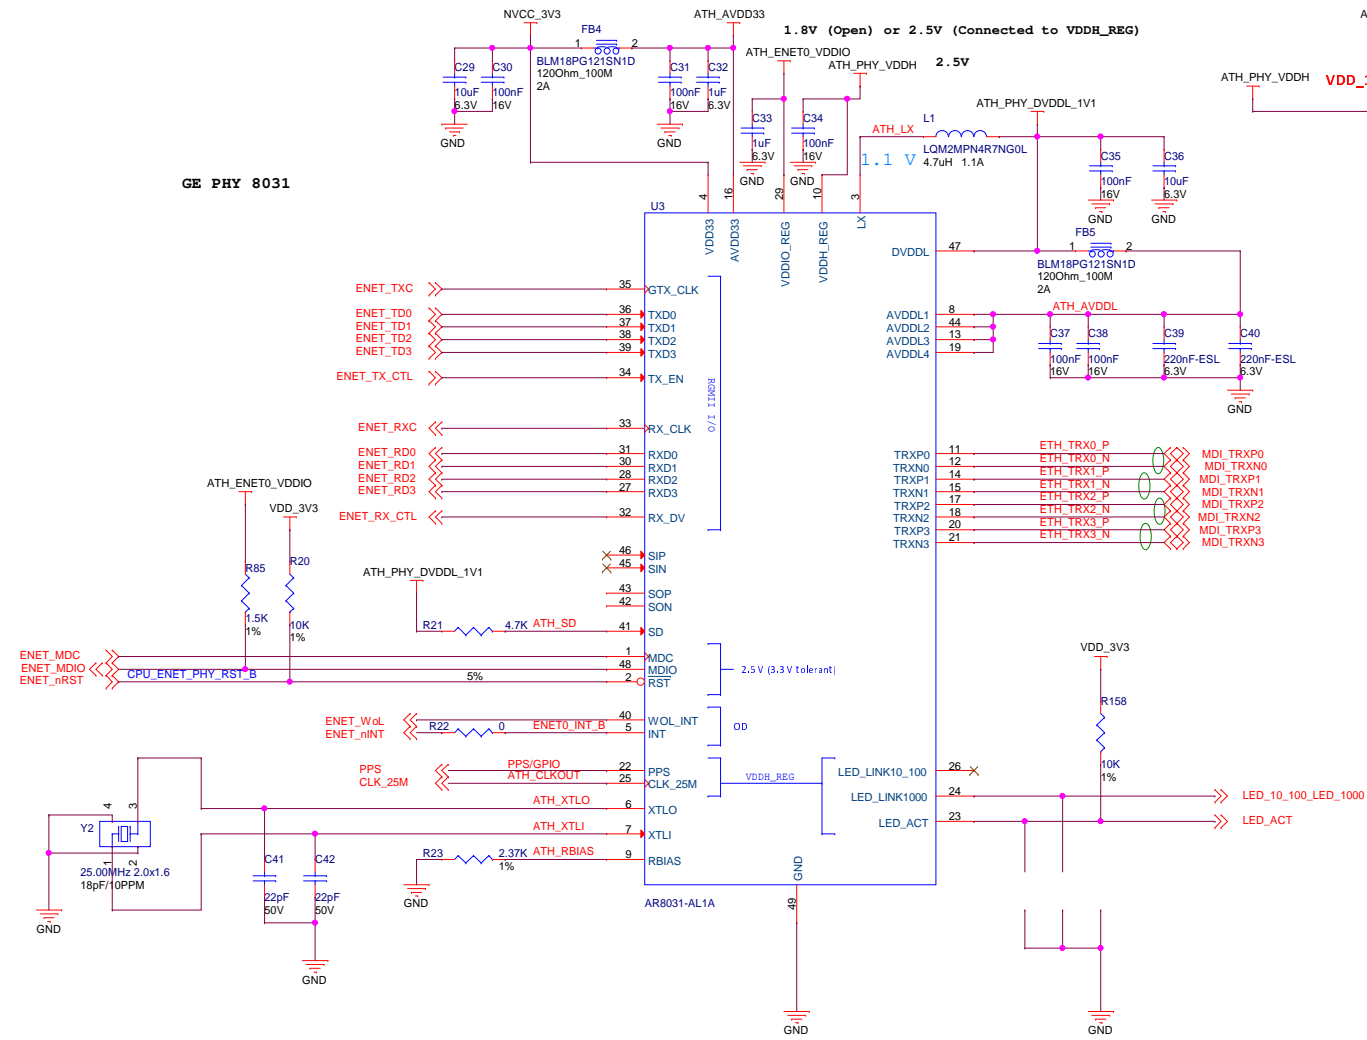 NVCC_3V3
ATH_AVDD33
A
1.8V (Open) or 2.5V (Connected to VDDH_REG)
FB4
1
2
BLM18PG121SN1D
120Ohm_100M
2A
C29
10uF
6.3V
C30
100nF
16V
GND
C31
100nF
16V
C32
1uF
6.3V
GND
ATH_ENET0_VDDIO
ATH_PHY_VDDH
2.5V
C33
1uF
6.3V
GND
C34
100nF
16V
GND
ATH_LX
1.1 V
L1
LQM2MPN4R7NG0L
4.7uH 1.1A
ATH_PHY_DVDDL_1V1
ATH_PHY_VDDH
VDD_1
C35
100nF
16V
GND
C36
10uF
6.3V
GND
GE PHY 8031
U3
4
16
29
10
3
VDD33
AVDD33
VDDIO_REG
VDDH_REG
LX
DVDDL
47
FB5
1
2
BLM18PG121SN1D
120Ohm_100M
2A
ENET_TXC
35
GTX_CLK
ENET_TD0
36
TXD0
ENET_TD1
37
TXD1
ENET_TD2
38
TXD2
ENET_TD3
39
TXD3
ENET_TX_CTL
34
TX_EN
RGMII I/O
ENET_RXC
33
RX_CLK
ENET_RD0
31
RXD0
ENET_RD1
30
RXD1
ENET_RD2
28
RXD2
ENET_RD3
27
RXD3
ENET_RX_CTL
32
RX_DV
AVDDL1
8
AVDDL2
44
AVDDL3
13
AVDDL4
19
ATH_AVDDL
C37
100nF
16V
C38
100nF
16V
C39
220nF-ESL
6.3V
C40
220nF-ESL
6.3V
GND
TRXP0
11
ETH_TRX0_P
MDI_TRXP0
TRXN0
12
ETH_TRX0_N
MDI_TRXN0
TRXP1
14
ETH_TRX1_P
MDI_TRXP1
TRXN1
15
ETH_TRX1_N
MDI_TRXN1
TRXP2
17
ETH_TRX2_P
MDI_TRXP2
TRXN2
18
ETH_TRX2_N
MDI_TRXN2
TRXP3
20
ETH_TRX3_P
MDI_TRXP3
TRXN3
21
ETH_TRX3_N
MDI_TRXN3
ATH_ENET0_VDDIO
VDD_3V3
R85
1.5K
1%
R20
10K
1%
46
SIP
45
SIN
43
SOP
42
SON
ATH_PHY_DVDDL_1V1
R21
4.7K
ATH_SD
41
SD
ENET_MDC
1
MDC
ENET_MDIO
48
MDIO
ENET_nRST
CPU_ENET_PHY_RST_B
5%
2
RST
2.5 V (3.3 V tolerant)
ENET_WoL
40
WOL_INT
ENET_nINT
R22
0
ENET0_INT_B
5
INT
OD
PPS
PPS/GPIO
22
PPS
CLK_25M
ATH_CLKOUT
25
CLK_25M
VDDH_REG
LED_LINK10_100
26
LED_LINK1000
24
LED_10_100_LED_1000
LED_ACT
23
LED_ACT
VDD_3V3
R158
10K
1%
ATH_XTLO
6
XTLO
ATH_XTLI
7
XTLI
R23
2.37K
1%
ATH_RBIAS
9
RBIAS
GND
Y2
4
3
1
2
25.00MHz 2.0x1.6
18pF/10PPM
GND
C41
22pF
50V
C42
22pF
50V
GND
GND
49
AR8031-AL1A
GND
GND